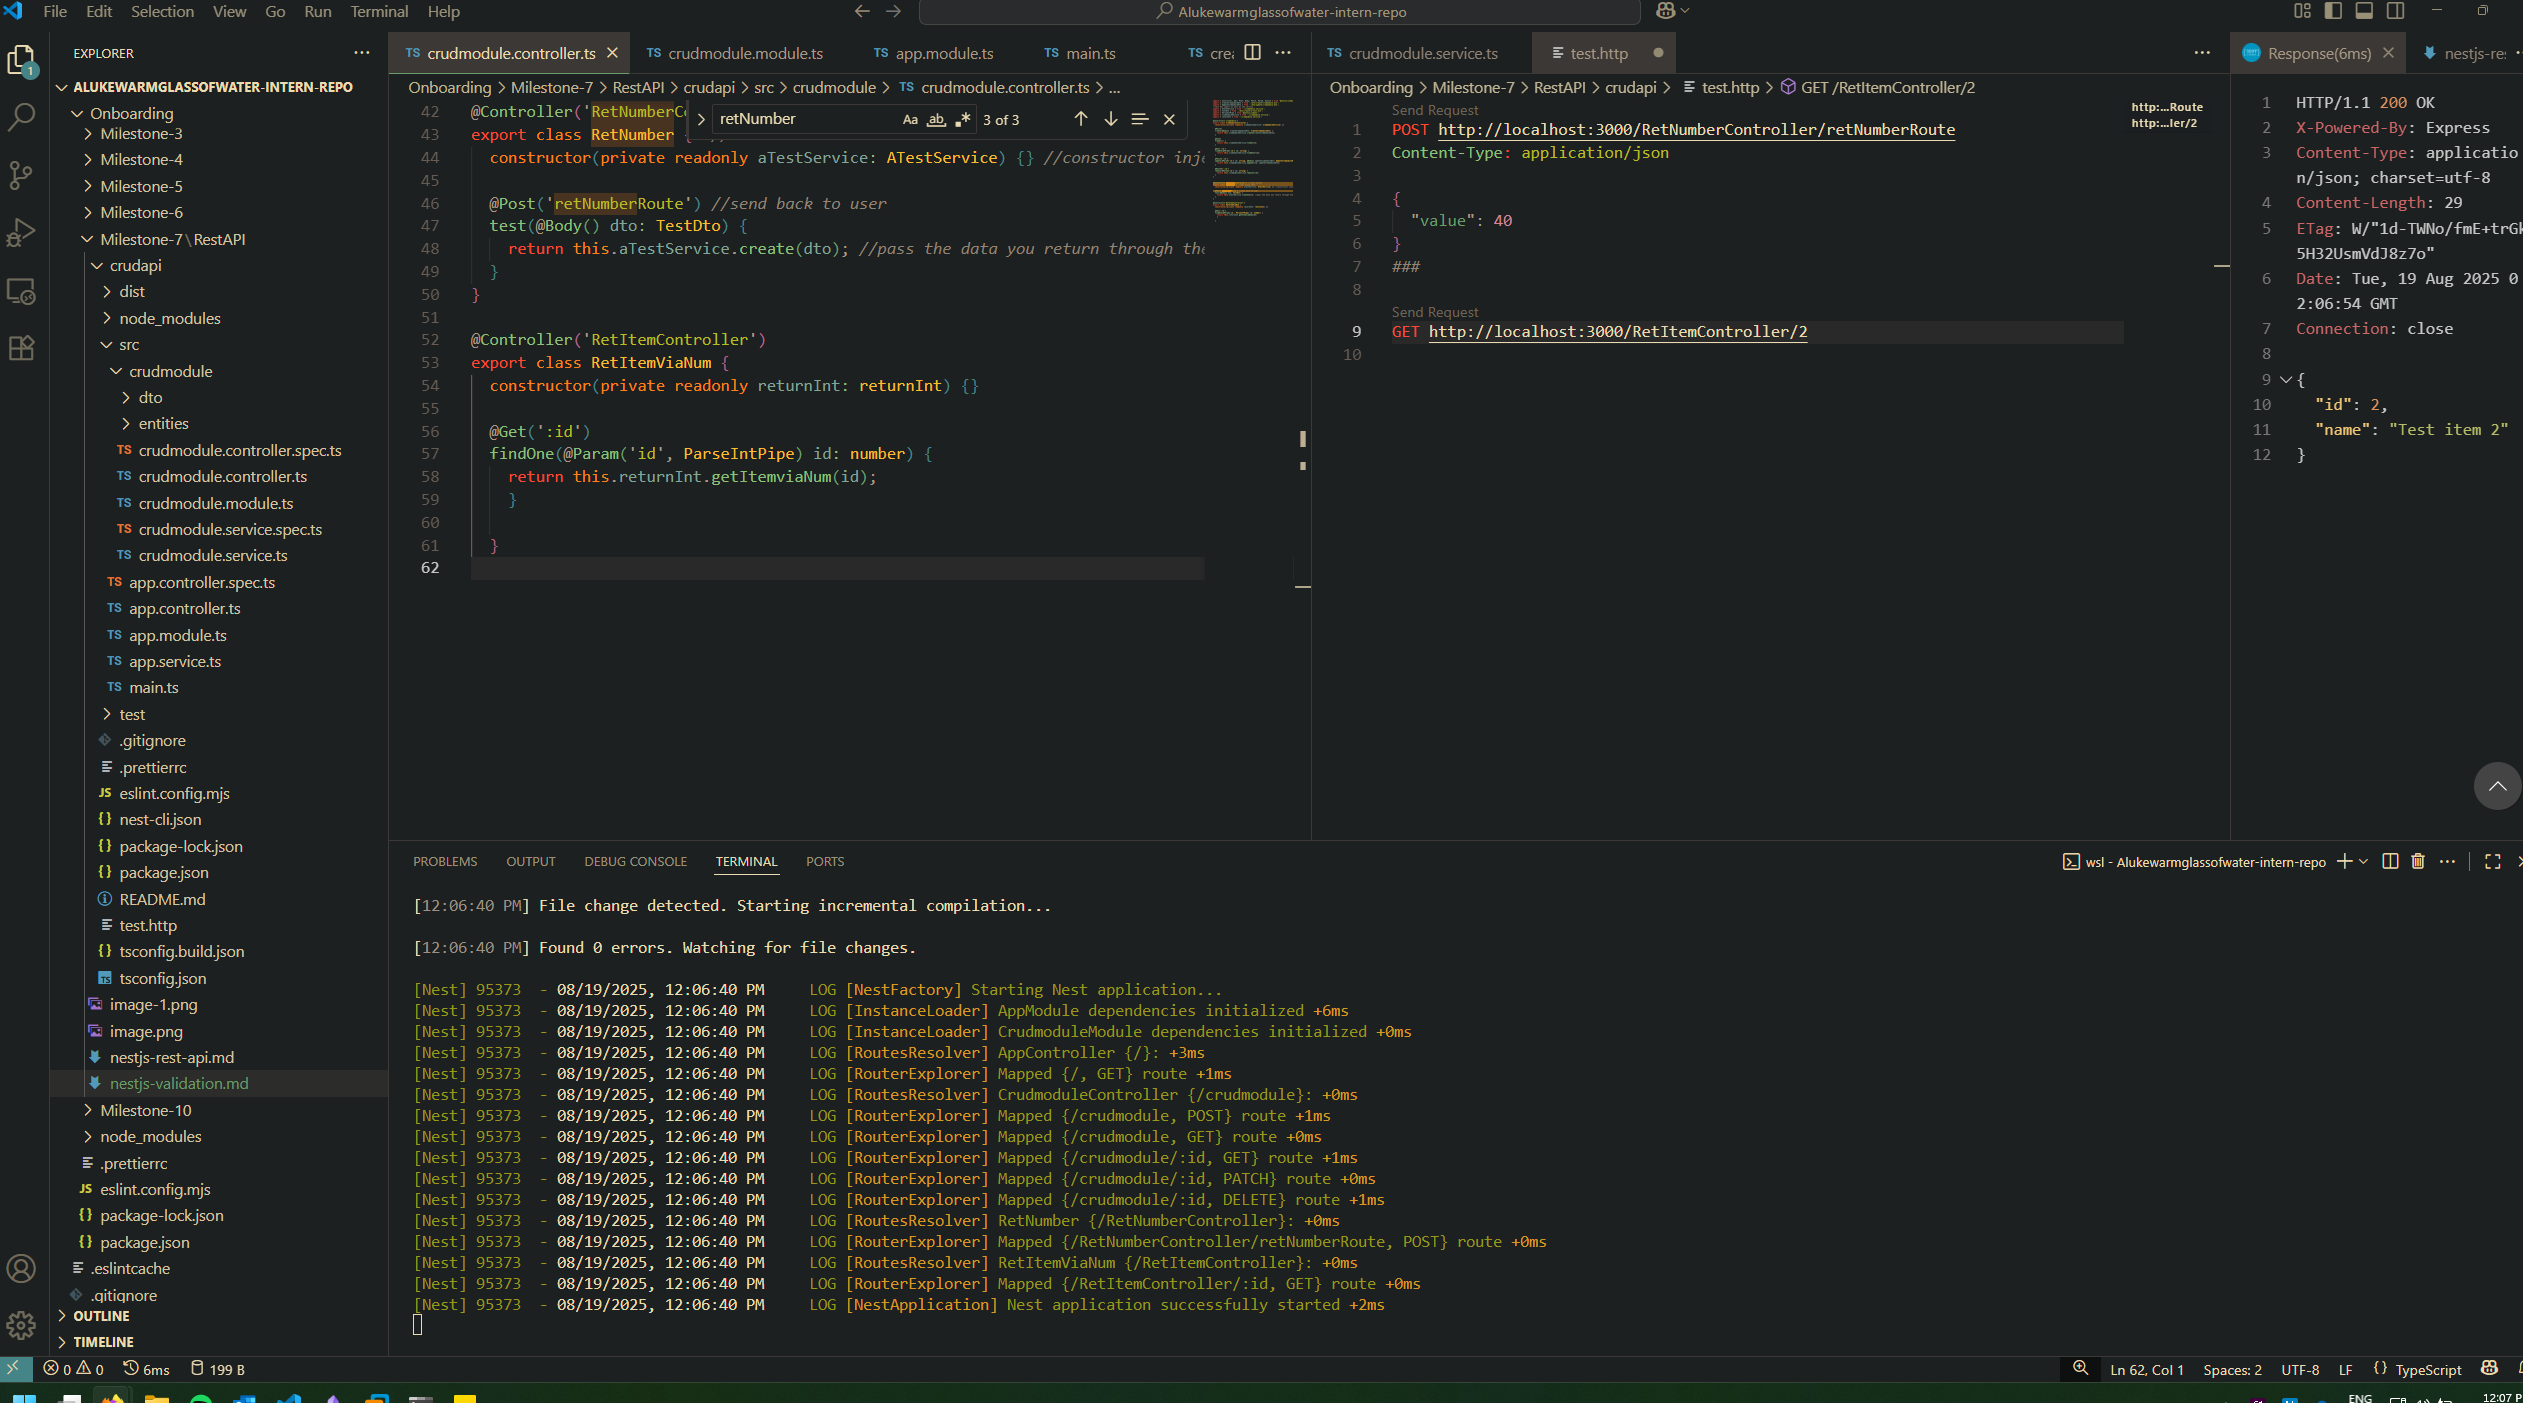 File Edit Selection View Go Run Terminal Help
Alukewarmglassofwater-intern-repo
EXPLORER
1
ALUKEWARMGLASSOFWATER-INTERN-REPO
Onboarding
Milestone-3
Milestone-4
Milestone-5
Milestone-6
Milestone-7\RestAPI
crudapi
dist
node_modules
src
crudmodule
dto
entities
TS crudmodule.controller.spec.ts
TS crudmodule.controller.ts
TS crudmodule.module.ts
TS crudmodule.service.spec.ts
TS crudmodule.service.ts
TS app.controller.spec.ts
TS app.controller.ts
TS app.module.ts
TS app.service.ts
TS main.ts
test
.gitignore
.prettierrc
JS eslint.config.mjs
{} nest-cli.json
{} package-lock.json
{} package.json
README.md
test.http
{} tsconfig.build.json
TS tsconfig.json
image-1.png
image.png
nestjs-rest-api.md
nestjs-validation.md
Milestone-10
node_modules
.prettierrc
JS eslint.config.mjs
{} package-lock.json
{} package.json
.eslintcache
.gitignore
OUTLINE
TIMELINE
TS crudmodule.controller.ts TS crudmodule.module.ts TS app.module.ts TS main.ts TS cre
Onboarding > Milestone-7 > RestAPI > crudapi > src > crudmodule > TS crudmodule.controller.ts > ...
retNumber Aa ab .* 3 of 3
42 @Controller('RetNumberC
43 export class RetNumber {
44 constructor(private readonly aTestService: ATestService) {} //constructor inj
45
46 @Post('retNumberRoute') //send back to user
47 test(@Body() dto: TestDto) {
48 return this.aTestService.create(dto); //pass the data you return through th
49 }
50 }
51
52 @Controller('RetItemController')
53 export class RetItemViaNum {
54 constructor(private readonly returnInt: returnInt) {}
55
56 @Get(':id')
57 findOne(@Param('id', ParseIntPipe) id: number) {
58 return this.returnInt.getItemviaNum(id);
59 }
60
61 }
62
TS crudmodule.service.ts test.http
Onboarding > Milestone-7 > RestAPI > crudapi > test.http > GET /RetItemController/2
Send Request
1 POST http://localhost:3000/RetNumberController/retNumberRoute
2 Content-Type: application/json
3
4 {
5 "value": 40
6 }
7 ###
8
Send Request
9 GET http://localhost:3000/RetItemController/2
10
http:...Route
http:...ler/2
Response(6ms) nestjs-re
1 HTTP/1.1 200 OK
2 X-Powered-By: Express
3 Content-Type: applicatio
n/json; charset=utf-8
4 Content-Length: 29
5 ETag: W/"1d-TWNo/fmE+trGk
5H32UsmVdJ8z7o"
6 Date: Tue, 19 Aug 2025 0
2:06:54 GMT
7 Connection: close
8
9 {
10 "id": 2,
11 "name": "Test item 2"
12 }
PROBLEMS OUTPUT DEBUG CONSOLE TERMINAL PORTS
wsl - Alukewarmglassofwater-intern-repo
[12:06:40 PM] File change detected. Starting incremental compilation...
[12:06:40 PM] Found 0 errors. Watching for file changes.
[Nest] 95373 - 08/19/2025, 12:06:40 PM LOG [NestFactory] Starting Nest application...
[Nest] 95373 - 08/19/2025, 12:06:40 PM LOG [InstanceLoader] AppModule dependencies initialized +6ms
[Nest] 95373 - 08/19/2025, 12:06:40 PM LOG [InstanceLoader] CrudmoduleModule dependencies initialized +0ms
[Nest] 95373 - 08/19/2025, 12:06:40 PM LOG [RoutesResolver] AppController {/}: +3ms
[Nest] 95373 - 08/19/2025, 12:06:40 PM LOG [RouterExplorer] Mapped {/, GET} route +1ms
[Nest] 95373 - 08/19/2025, 12:06:40 PM LOG [RoutesResolver] CrudmoduleController {/crudmodule}: +0ms
[Nest] 95373 - 08/19/2025, 12:06:40 PM LOG [RouterExplorer] Mapped {/crudmodule, POST} route +1ms
[Nest] 95373 - 08/19/2025, 12:06:40 PM LOG [RouterExplorer] Mapped {/crudmodule, GET} route +0ms
[Nest] 95373 - 08/19/2025, 12:06:40 PM LOG [RouterExplorer] Mapped {/crudmodule/:id, GET} route +1ms
[Nest] 95373 - 08/19/2025, 12:06:40 PM LOG [RouterExplorer] Mapped {/crudmodule/:id, PATCH} route +0ms
[Nest] 95373 - 08/19/2025, 12:06:40 PM LOG [RouterExplorer] Mapped {/crudmodule/:id, DELETE} route +1ms
[Nest] 95373 - 08/19/2025, 12:06:40 PM LOG [RoutesResolver] RetNumber {/RetNumberController}: +0ms
[Nest] 95373 - 08/19/2025, 12:06:40 PM LOG [RouterExplorer] Mapped {/RetNumberController/retNumberRoute, POST} route +0ms
[Nest] 95373 - 08/19/2025, 12:06:40 PM LOG [RoutesResolver] RetItemViaNum {/RetItemController}: +0ms
[Nest] 95373 - 08/19/2025, 12:06:40 PM LOG [RouterExplorer] Mapped {/RetItemController/:id, GET} route +0ms
[Nest] 95373 - 08/19/2025, 12:06:40 PM LOG [NestApplication] Nest application successfully started +2ms
0 0 6ms 199 B
Ln 62, Col 1 Spaces: 2 UTF-8 LF {} TypeScript
ENG 12:07 P